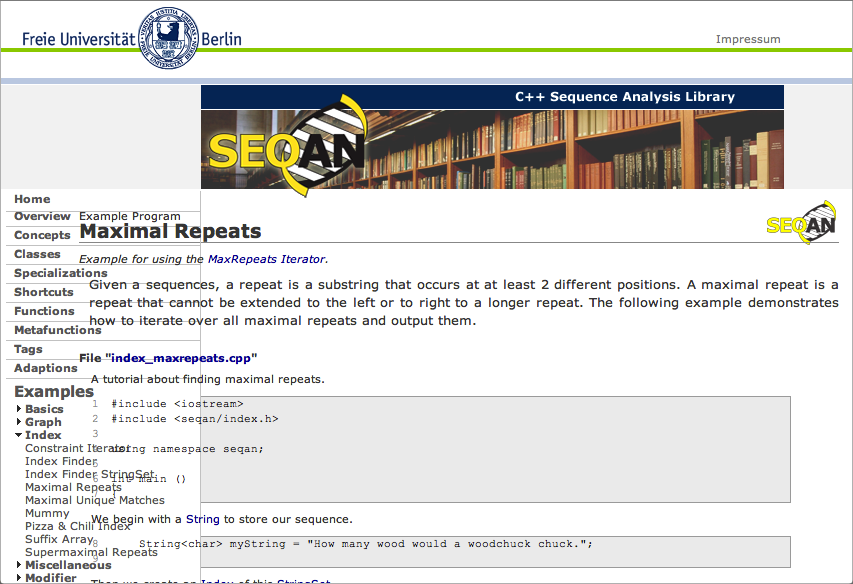 Freie Universität Berlin
Impressum
C++ Sequence Analysis Library
SEQAN
Home
Overview
Concepts
Classes
Specializations
Shortcuts
Functions
Metafunctions
Tags
Adaptions
Examples
Basics
Graph
Index
Constraint Iterator
Index Finder
Index Finder StringSet
Maximal Repeats
Maximal Unique Matches
Mummy
Pizza & Chili Index
Suffix Array
Supermaximal Repeats
Miscellaneous
Modifier
Example Program
Maximal Repeats
SEQAN
Example for using the MaxRepeats Iterator.
Given a sequences, a repeat is a substring that occurs at at least 2 different positions. A maximal repeat is a
repeat that cannot be extended to the left or to right to a longer repeat. The following example demonstrates
how to iterate over all maximal repeats and output them.
File "index_maxrepeats.cpp"
A tutorial about finding maximal repeats.
1 #include <iostream>
2 #include <seqan/index.h>
3
using namespace seqan;
5
6 int main ()
{
We begin with a String to store our sequence.
8 String<char> myString = "How many wood would a woodchuck chuck.";
9
Then we create an Index of this StringSet.